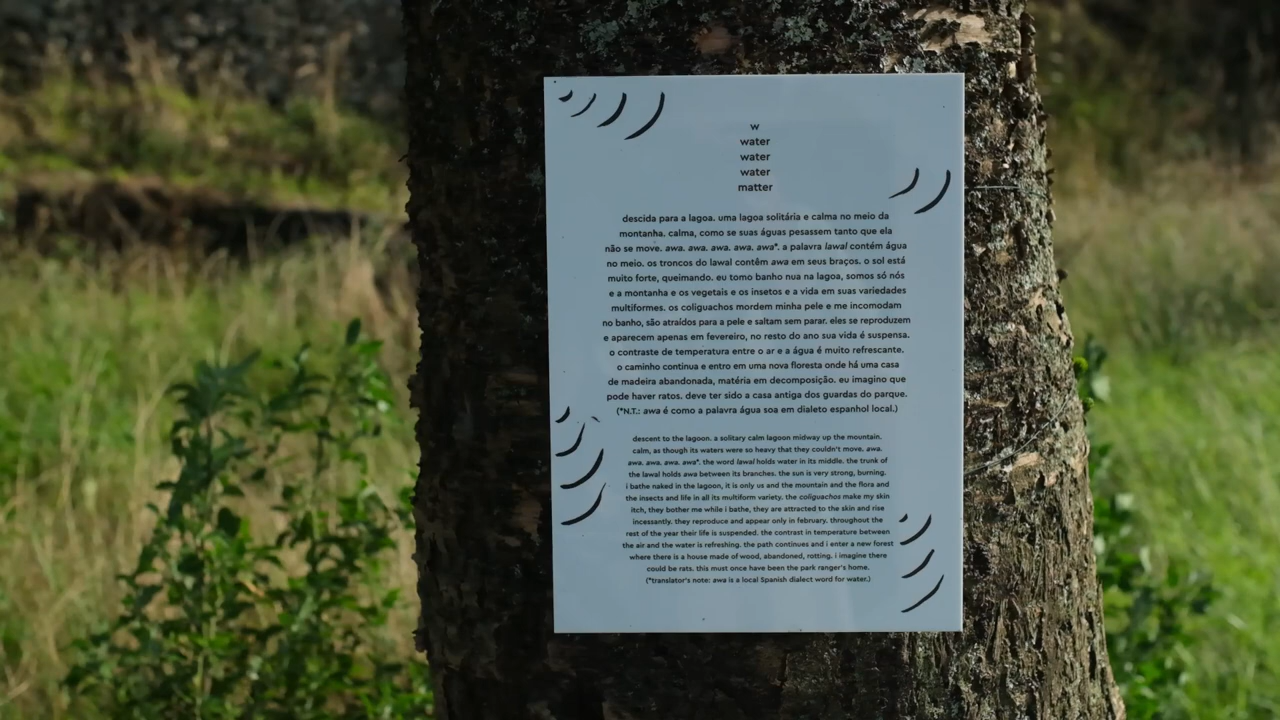 w
water
water
water
matter
descida para a lagoa. uma lagoa solitária e calma no meio da
montanha. calma, como se suas águas pesassem tanto que ela
não se move. awa. awa. awa. awa. awa*. a palavra lawal contém água
no meio. os troncos do lawal contêm awa em seus braços. o sol está
muito forte, queimando. eu tomo banho nua na lagoa, somos só nós
e a montanha e os vegetais e os insetos e a vida em suas variedades
multiformes. os coliguachos mordem minha pele e me incomodam
no banho, são atraídos para a pele e saltam sem parar. eles se reproduzem
e aparecem apenas em fevereiro, no resto do ano sua vida é suspensa.
o contraste de temperatura entre o ar e a água é muito refrescante.
o caminho continua e entro em uma nova floresta onde há uma casa
de madeira abandonada, matéria em decomposição. eu imagino que
pode haver ratos. deve ter sido a casa antiga dos guardas do parque.
(*N.T.: awa é como a palavra água soa em dialeto espanhol local.)
descent to the lagoon. a solitary calm lagoon midway up the mountain.
calm, as though its waters were so heavy that they couldn't move. awa.
awa. awa. awa. awa*. the word lawal holds water in its middle. the trunk of
the lawal holds awa between its branches. the sun is very strong, burning.
i bathe naked in the lagoon, it is only us and the mountain and the flora and
the insects and life in all its multiform variety. the coliguachos make my skin
itch, they bother me while i bathe, they are attracted to the skin and rise
incessantly. they reproduce and appear only in february, throughout the
rest of the year their life is suspended. the contrast in temperature between
the air and the water is refreshing. the path continues and i enter a new forest
where there is a house made of wood, abandoned, rotting. i imagine there
could be rats. this must once have been the park ranger's home.
(*translator's note: awa is a local Spanish dialect word for water.)